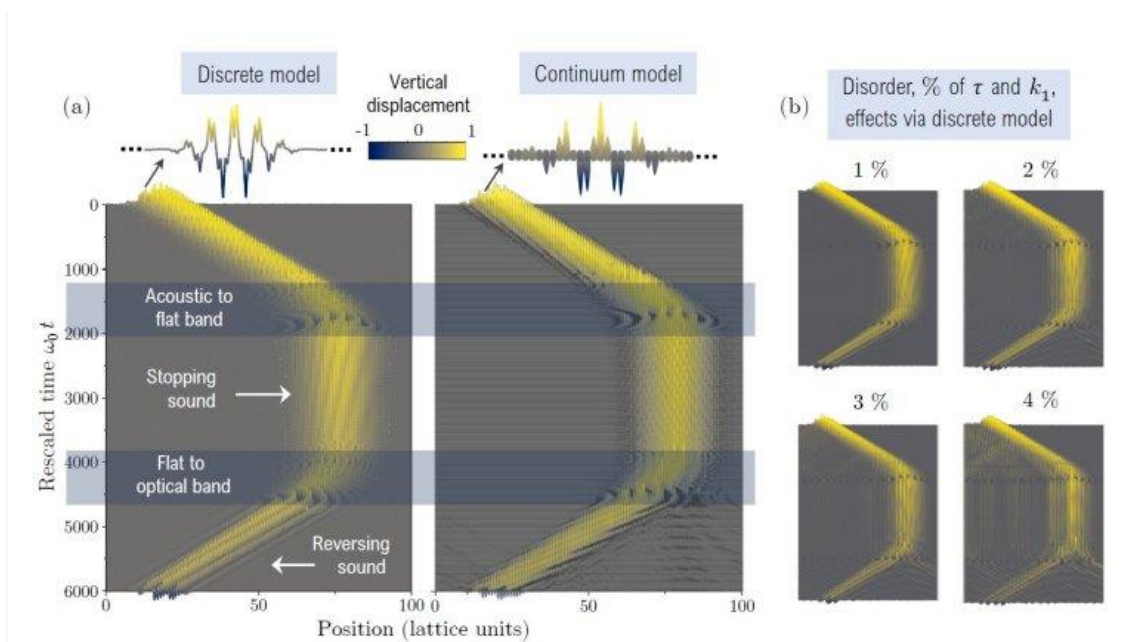 Discrete model
Continuum model
Vertical
displacement
-1 0 1
(a)
(b)
Disorder, % of τ and k₁,
effects via discrete model
1 %
2 %
3 %
4 %
Rescaled time ω₀ t
0
1000
2000
3000
4000
5000
6000
Acoustic to
flat band
Stopping
sound
Flat to
optical band
Reversing
sound
0 50 100
50 100
Position (lattice units)